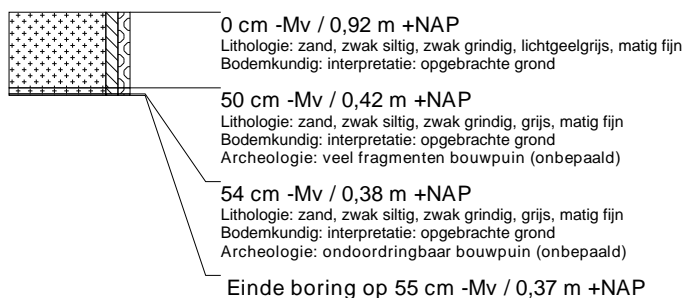 0 cm -Mv / 0,92 m +NAP
Lithologie: zand, zwak siltig, zwak grindig, lichtgeelgrijs, matig fijn
Bodemkundig: interpretatie: opgebrachte grond
50 cm -Mv / 0,42 m +NAP
Lithologie: zand, zwak siltig, zwak grindig, grijs, matig fijn
Bodemkundig: interpretatie: opgebrachte grond
Archeologie: veel fragmenten bouwpuin (onbepaald)
54 cm -Mv / 0,38 m +NAP
Lithologie: zand, zwak siltig, zwak grindig, grijs, matig fijn
Bodemkundig: interpretatie: opgebrachte grond
Archeologie: ondoordringbaar bouwpuin (onbepaald)
Einde boring op 55 cm -Mv / 0,37 m +NAP